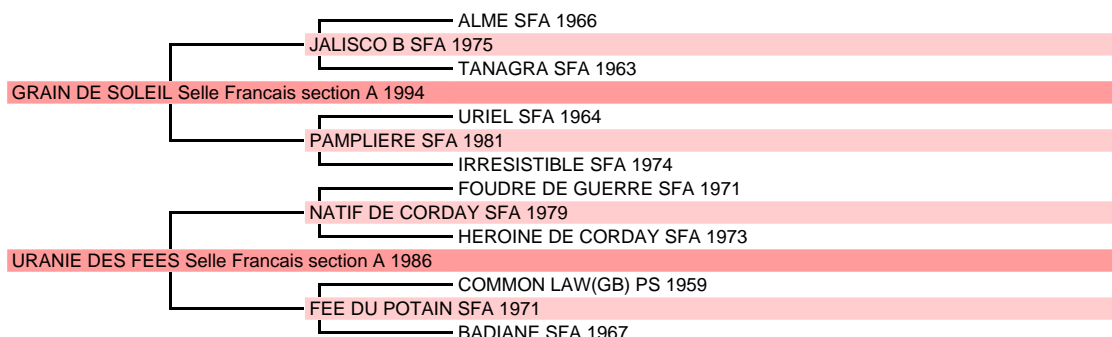 ALME SFA 1966
JALISCO B SFA 1975
TANAGRA SFA 1963
GRAIN DE SOLEIL Selle Francais section A 1994
URIEL SFA 1964
PAMPLIERE SFA 1981
IRRESISTIBLE SFA 1974
FOUDRE DE GUERRE SFA 1971
NATIF DE CORDAY SFA 1979
HEROINE DE CORDAY SFA 1973
URANIE DES FEES Selle Francais section A 1986
COMMON LAW(GB) PS 1959
FEE DU POTAIN SFA 1971
BADIANE SFA 1967